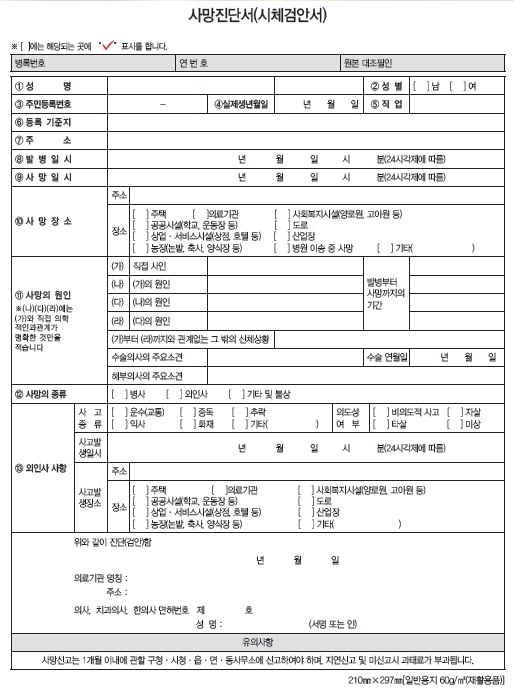 사망진단서(시체검안서)
※ [ ]에는 해당되는 곳에 "√" 표시를 합니다.
병록번호 연 번 호 원본 대조필인
① 성 명 ② 성 별 [ ] 남 [ ] 여
③ 주민등록번호 – ④실제생년월일 년 월 일 ⑤ 직 업
⑥ 등록 기준지
⑦ 주 소
⑧ 발 병 일 시 년 월 일 시 분(24시각제에 따름)
⑨ 사 망 일 시 년 월 일 시 분(24시각제에 따름)
⑩ 사 망 장 소
주소
장소
[ ] 주택 [ ]의료기관 [ ] 사회복지시설(양로원, 고아원 등)
[ ] 공공시설(학교, 운동장 등) [ ] 도로
[ ] 상업ㆍ서비스시설(상점, 호텔 등) [ ] 산업장
[ ] 농장(논밭, 축사, 양식장 등) [ ] 병원 이송 중 사망 [ ] 기타( )
⑪ 사망의 원인
※(나)(다)(라)에는
(가)와 직접 의학
적인과관계가
명확한 것만을
적습니다
(가) 직접 사인
(나) (가)의 원인
(다) (나)의 원인
(라) (다)의 원인
발병부터
사망까지의
기간
(가)부터 (라)까지와 관계없는 그 밖의 신체상황
수술의사의 주요소견 수술 연월일 년 월 일
해부의사의 주요소견
⑫ 사망의 종류 [ ] 병사 [ ] 외인사 [ ] 기타 및 불상
⑬ 외인사 사항
사 고
종 류
[ ] 운수(교통) [ ] 중독 [ ] 추락
[ ] 익사 [ ] 화재 [ ] 기타( )
의도성
여 부
[ ] 비의도적 사고 [ ] 자살
[ ] 타살 [ ] 미상
사고발
생일시
년 월 일 시 분(24시각제에 따름)
사고발
생장소
주소
장소
[ ] 주택 [ ]의료기관 [ ] 사회복지시설(양로원, 고아원 등)
[ ] 공공시설(학교, 운동장 등) [ ] 도로
[ ] 상업ㆍ서비스시설(상점, 호텔 등) [ ] 산업장
[ ] 농장(논밭, 축사, 양식장 등) [ ] 기타( )
위와 같이 진단(검안)함
년 월 일
의료기관 명칭 :
주소 :
의사, 치과의사, 한의사 면허번호 제 호
성 명 : (서명 또는 인)
유의사항
사망신고는 1개월 이내에 관할 구청ㆍ시청ㆍ읍ㆍ면ㆍ동사무소에 신고하여야 하며, 지연신고 및 미신고시 과태료가 부과됩니다.
210㎜×297㎜[일반용지 60g/㎡(재활용품)]